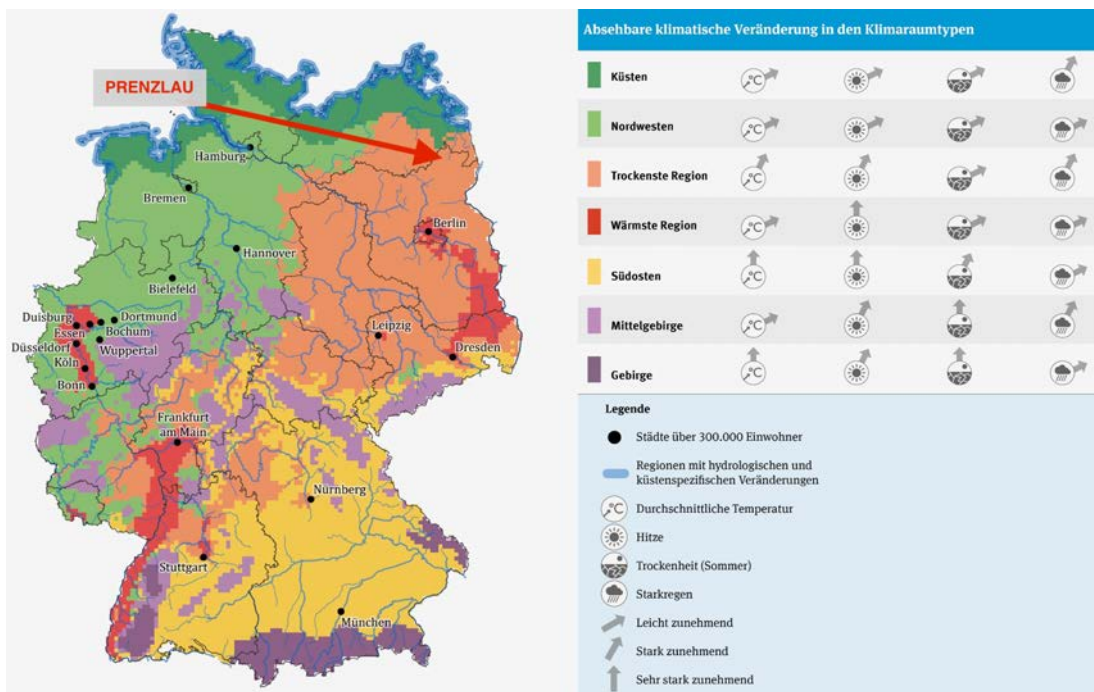 PRENZLAU
Hamburg
Bremen
Berlin
Hannover
Bielefeld
Duisburg
Dortmund
Essen
Bochum
Düsseldorf
Wuppertal
Köln
Bonn
Leipzig
Dresden
Frankfurt
am Main
Nürnberg
Stuttgart
München
Absehbare klimatische Veränderung in den Klimaraumtypen
Küsten
°C
Nordwesten
°C
Trockenste Region
°C
Wärmste Region
°C
Südosten
°C
Mittelgebirge
°C
Gebirge
°C
Legende
Städte über 300.000 Einwohner
Regionen mit hydrologischen und
küstenspezifischen Veränderungen
°C
Durchschnittliche Temperatur
Hitze
Trockenheit (Sommer)
Starkregen
Leicht zunehmend
Stark zunehmend
Sehr stark zunehmend